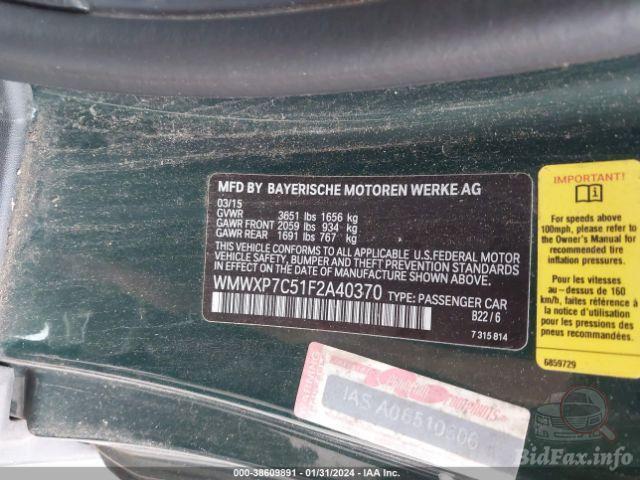 MFD BY BAYERISCHE MOTOREN WERKE AG
03/15
GVWR 3651 lbs 1656 kg
GAWR FRONT 2059 lbs 934 kg
GAWR REAR 1691 lbs 767 kg
THIS VEHICLE CONFORMS TO ALL APPLICABLE U.S.FEDERAL MOTOR
VEHICLE SAFETY, BUMPER AND THEFT PREVENTION STANDARDS
IN EFFECT ON THE DATE OF MANUFACTURE SHOWN ABOVE.
WMWXP7C51F2A40370 TYPE: PASSENGER CAR
B22/6
7 315 814
IMPORTANT!
For speeds above
100mph, please refer to
the Owner's Manual for
recommended tire
inflation pressures.
Pour les vitesses
au - dessus de 160
km/h, faites référence à
la notice d'utilisation
pour les pressions des
pneus recommandées.
6859729
WARNING
IAS A06510606
BidFax.info
000-38609891 - 01/31/2024 - IAA Inc.